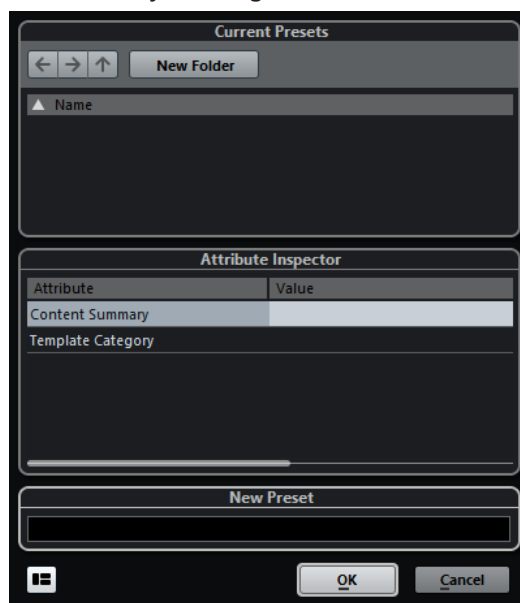 Current Presets
New Folder
Name
Attribute Inspector
Attribute Value
Content Summary
Template Category
New Preset
OK Cancel